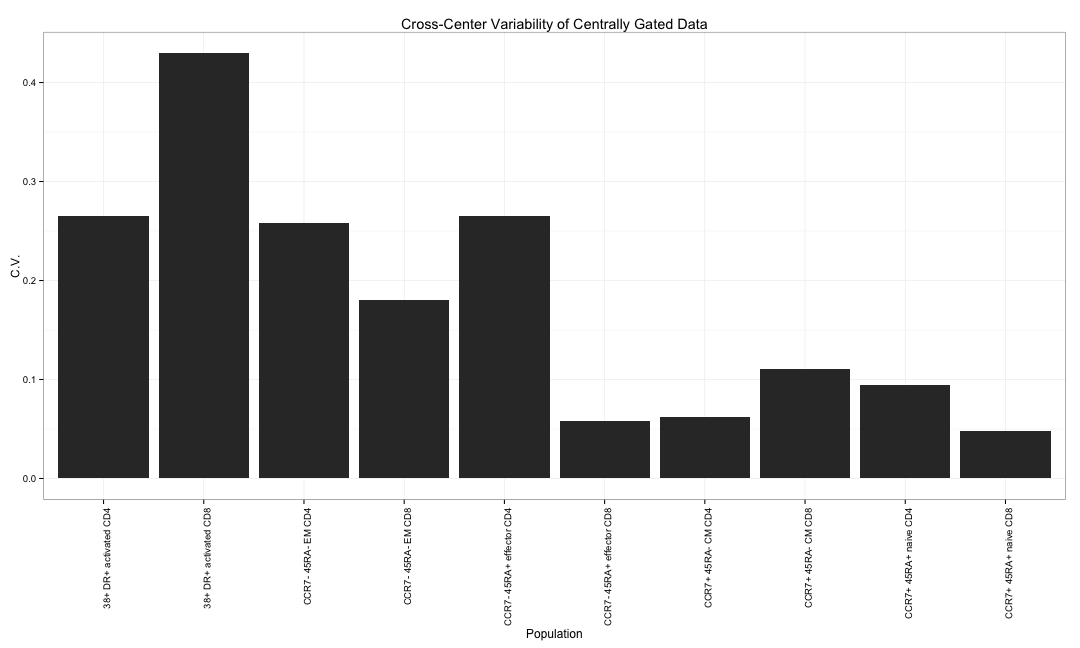 Cross-Center Variability of Centrally Gated Data
C.V.
0.4
0.3
0.2
0.1
0.0
38+ DR+ activated CD4
38+ DR+ activated CD8
CCR7- 45RA- EM CD4
CCR7- 45RA- EM CD8
CCR7- 45RA+ effector CD4
CCR7- 45RA+ effector CD8
CCR7+ 45RA- CM CD4
CCR7+ 45RA- CM CD8
CCR7+ 45RA+ naive CD4
CCR7+ 45RA+ naive CD8
Population